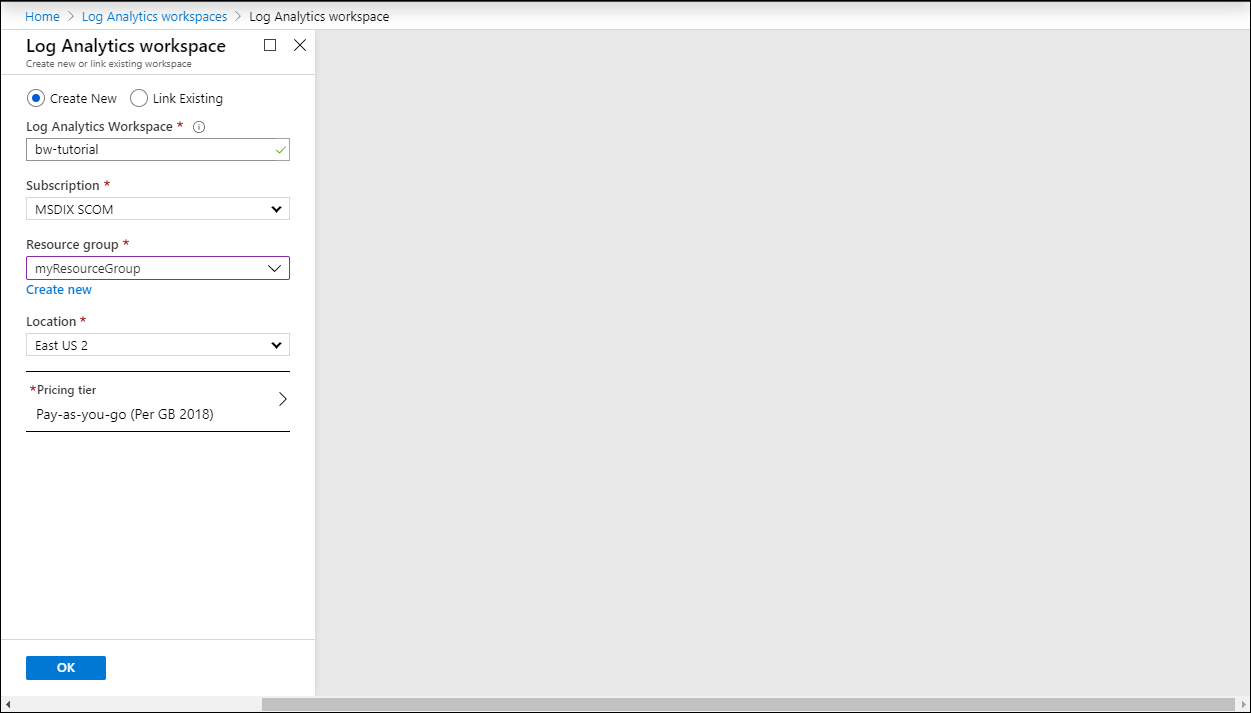 Home > Log Analytics workspaces > Log Analytics workspace
Log Analytics workspace
Create new or link existing workspace
Create New Link Existing
Log Analytics Workspace *
bw-tutorial
Subscription *
MSDIX SCOM
Resource group *
myResourceGroup
Create new
Location *
East US 2
*Pricing tier
Pay-as-you-go (Per GB 2018)
OK